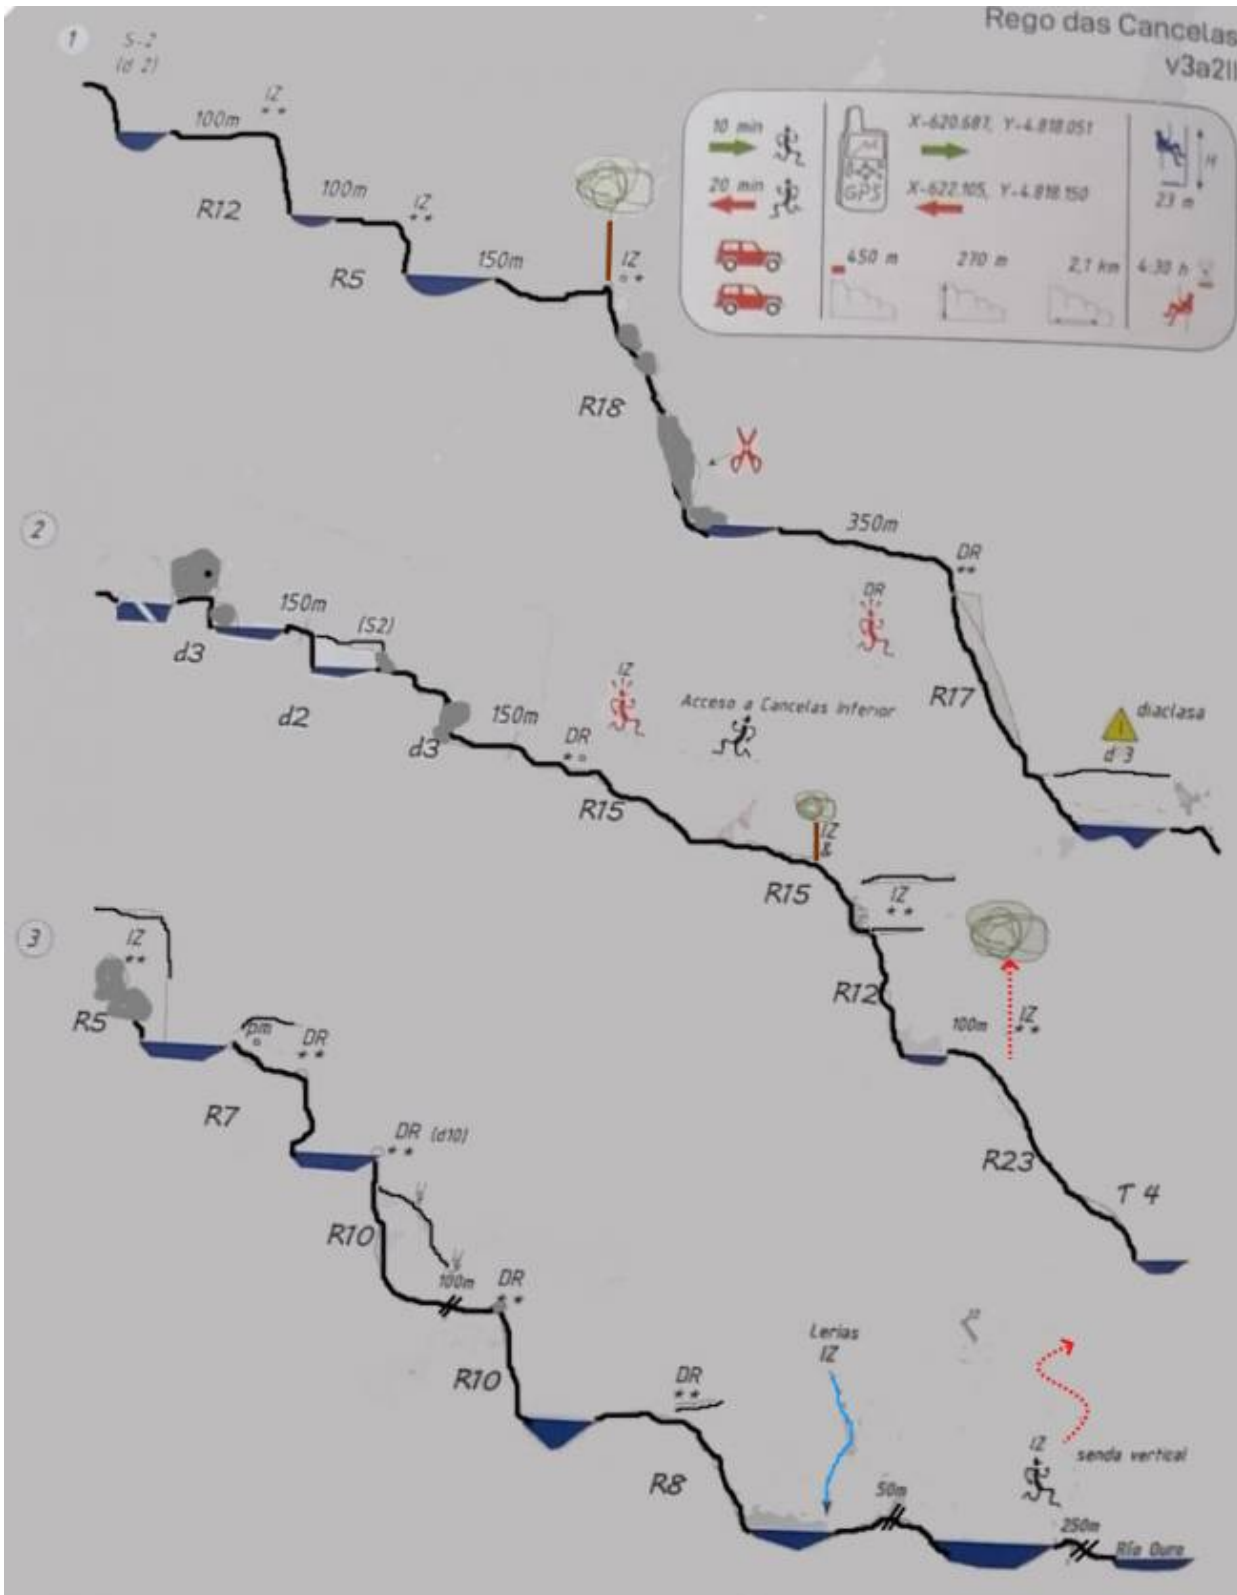 Rego das Cancelas
v3a2II
1
S-2
(d 2)
100m
IZ
R12
100m
IZ
R5
150m
IZ
R18
10 min
20 min
GPS
X-620.687, Y-4.818.051
X-622.105, Y-4.818.150
H
23 m
450 m
270 m
2,1 km
4:30 h
350m
DR
DR
R17
diaclasa
d 3
2
d3
150m
(S2)
d2
d3
150m
DR
R15
IZ
Acceso a Cancelas Inferior
IZ
&
R15
IZ
R12
100m
IZ
R23
T 4
3
IZ
R5
pm
DR
R7
DR (d10)
R10
100m
DR
R10
DR
R8
Lerias
IZ
50m
IZ
senda vertical
250m
Río Ouro